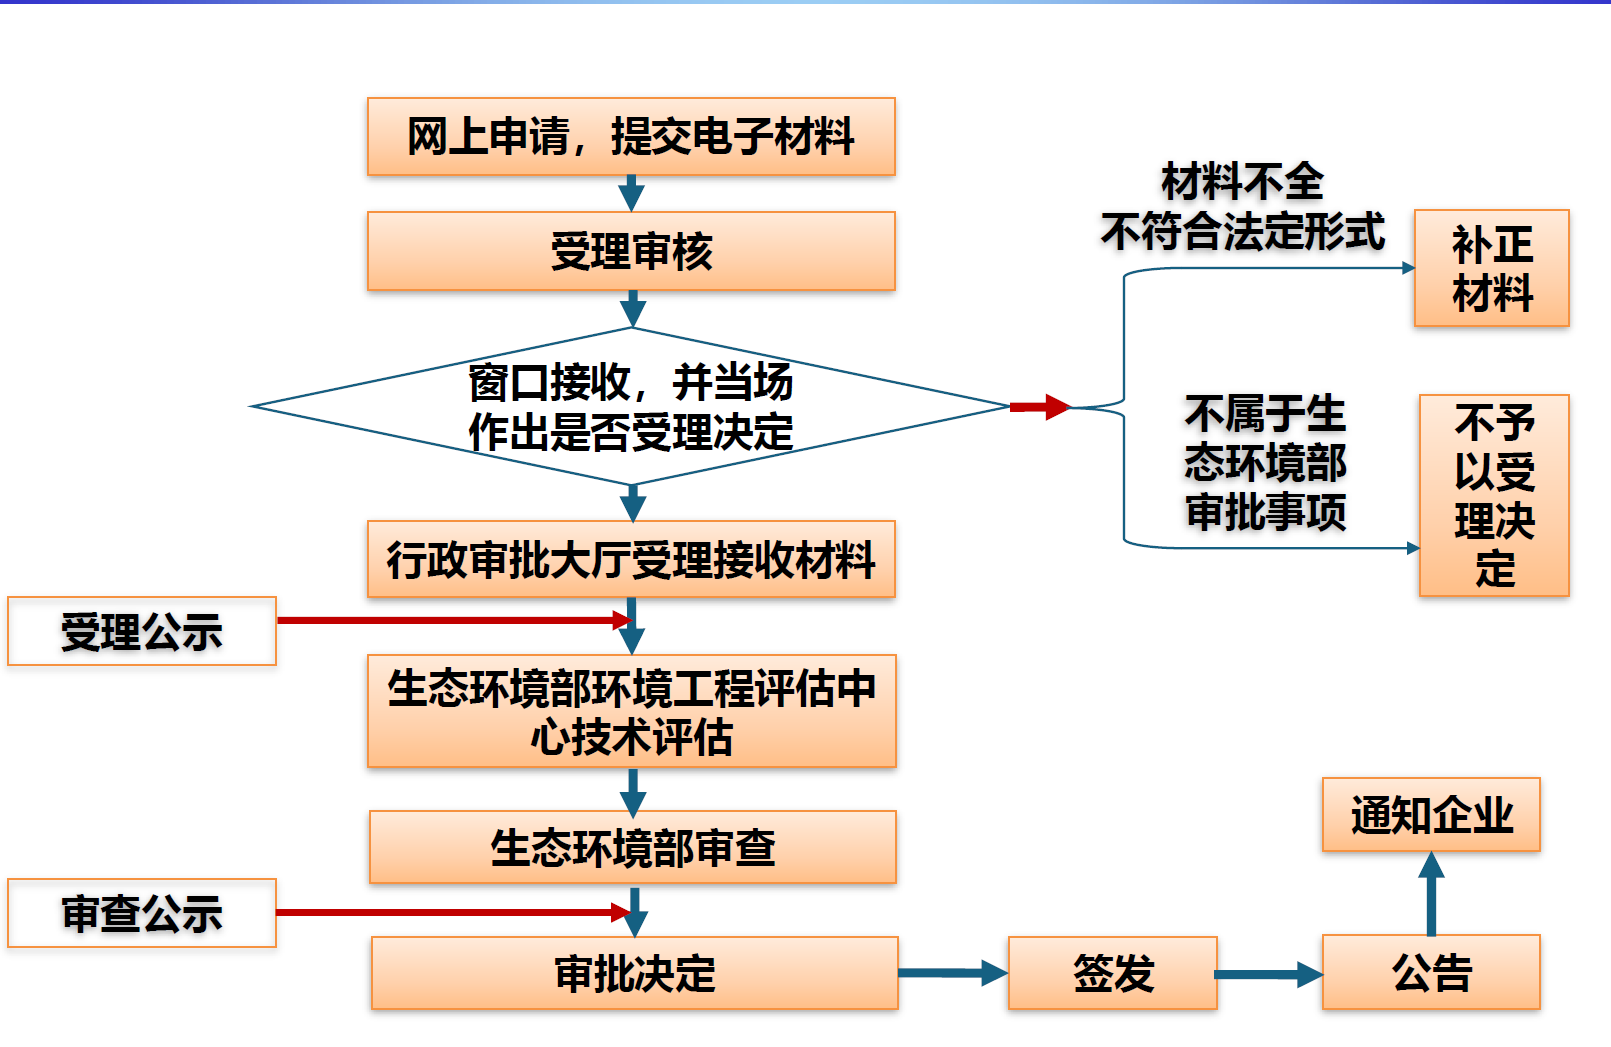 网上申请，提交电子材料
受理审核
窗口接收，并当场
作出是否受理决定
材料不全
不符合法定形式
补正
材料
不属于生
态环境部
审批事项
不予
以受
理决
定
行政审批大厅受理接收材料
受理公示
生态环境部环境工程评估中
心技术评估
生态环境部审查
审查公示
审批决定
签发
公告
通知企业